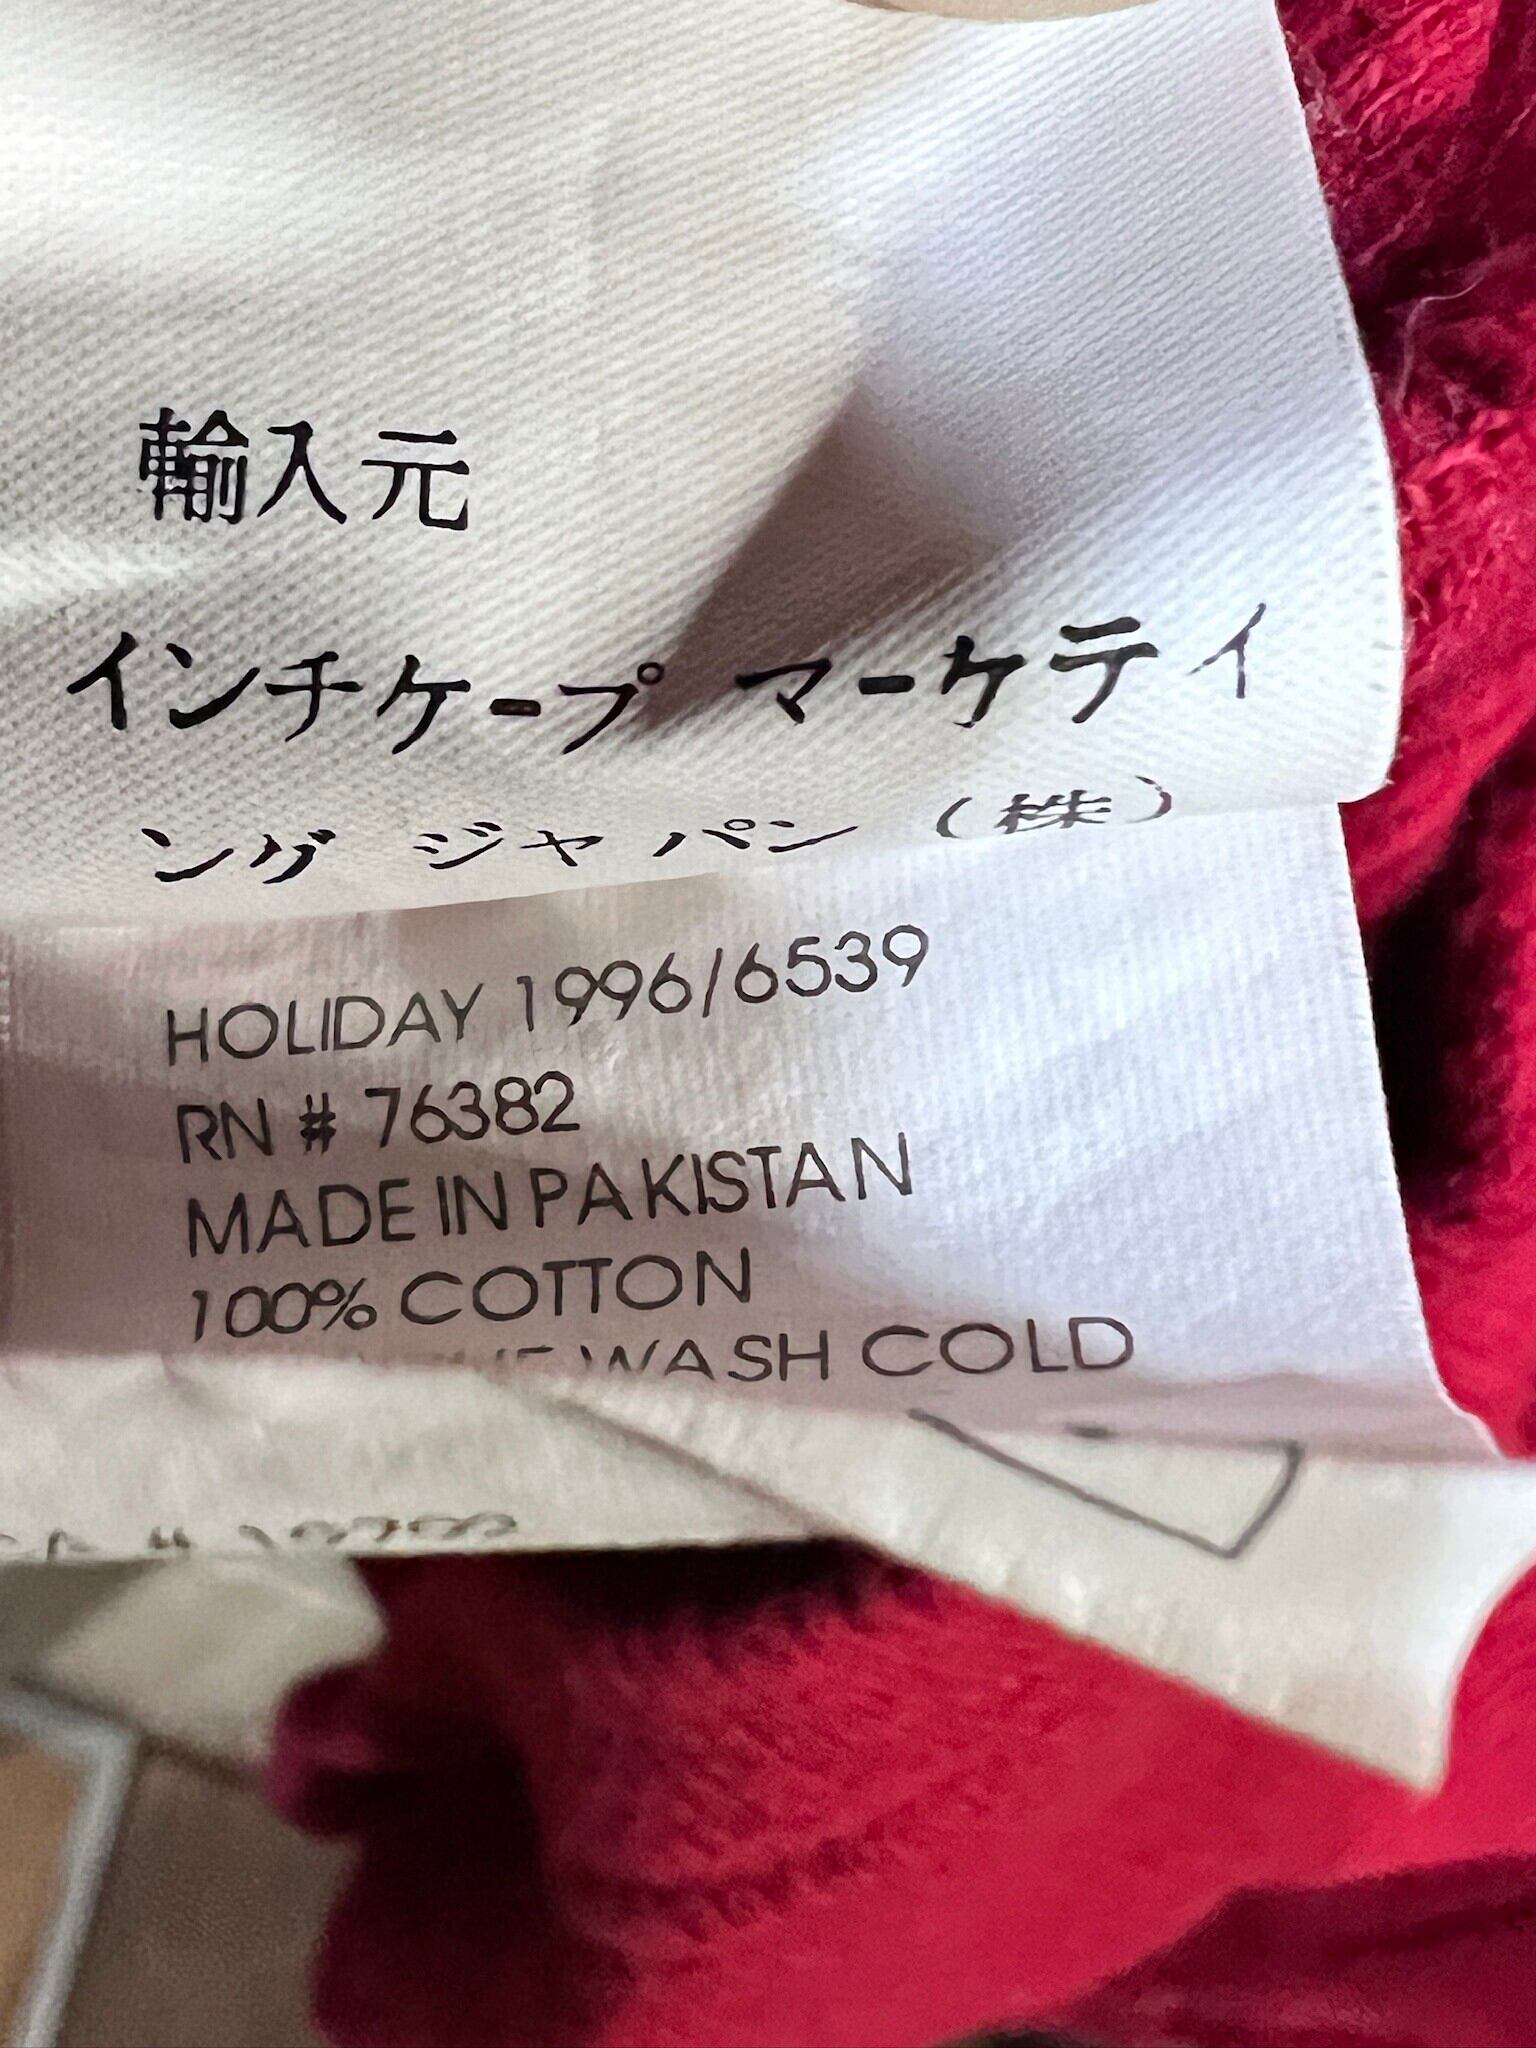 輸入元
インチケープ マーケティ
ング ジャパン (株)
HOLIDAY 1996/6539
RN # 76382
MADE IN PAKISTAN
100% COTTON
WASH COLD